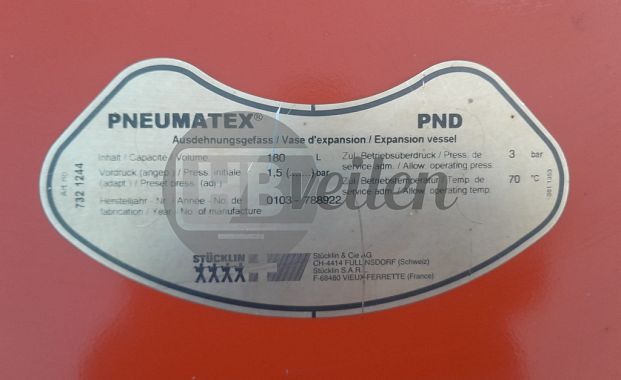 PNEUMATEX® PND
Ausdehnungsgefass / Vase d'expansion / Expansion vessel
Inhalt / Capacité / Volume 180 L
Vordruck (angep.) / Press. initiale
(adapt.) / Preset press. (adj.) 1,5 (......) bar
Herstelljahr - Nr. / Année - No. de
fabrication / Year - No. of manufacture 0103 - 788922
Zul. Betriebsüberdruck / Press. de
service adm. / Allow. operating press. 3 bar
Zul. Betriebstemperatur / Temp. de
service adm. / Allow. operating temp. 70 °C
Art. no.
732 1244
STÜCKLIN
Stücklin & Cie AG
CH-4414 FÜLLINSDORF (Schweiz)
Stücklin S.A.R.L.
F-68480 VIEUX-FERRETTE (France)
EBVeilen